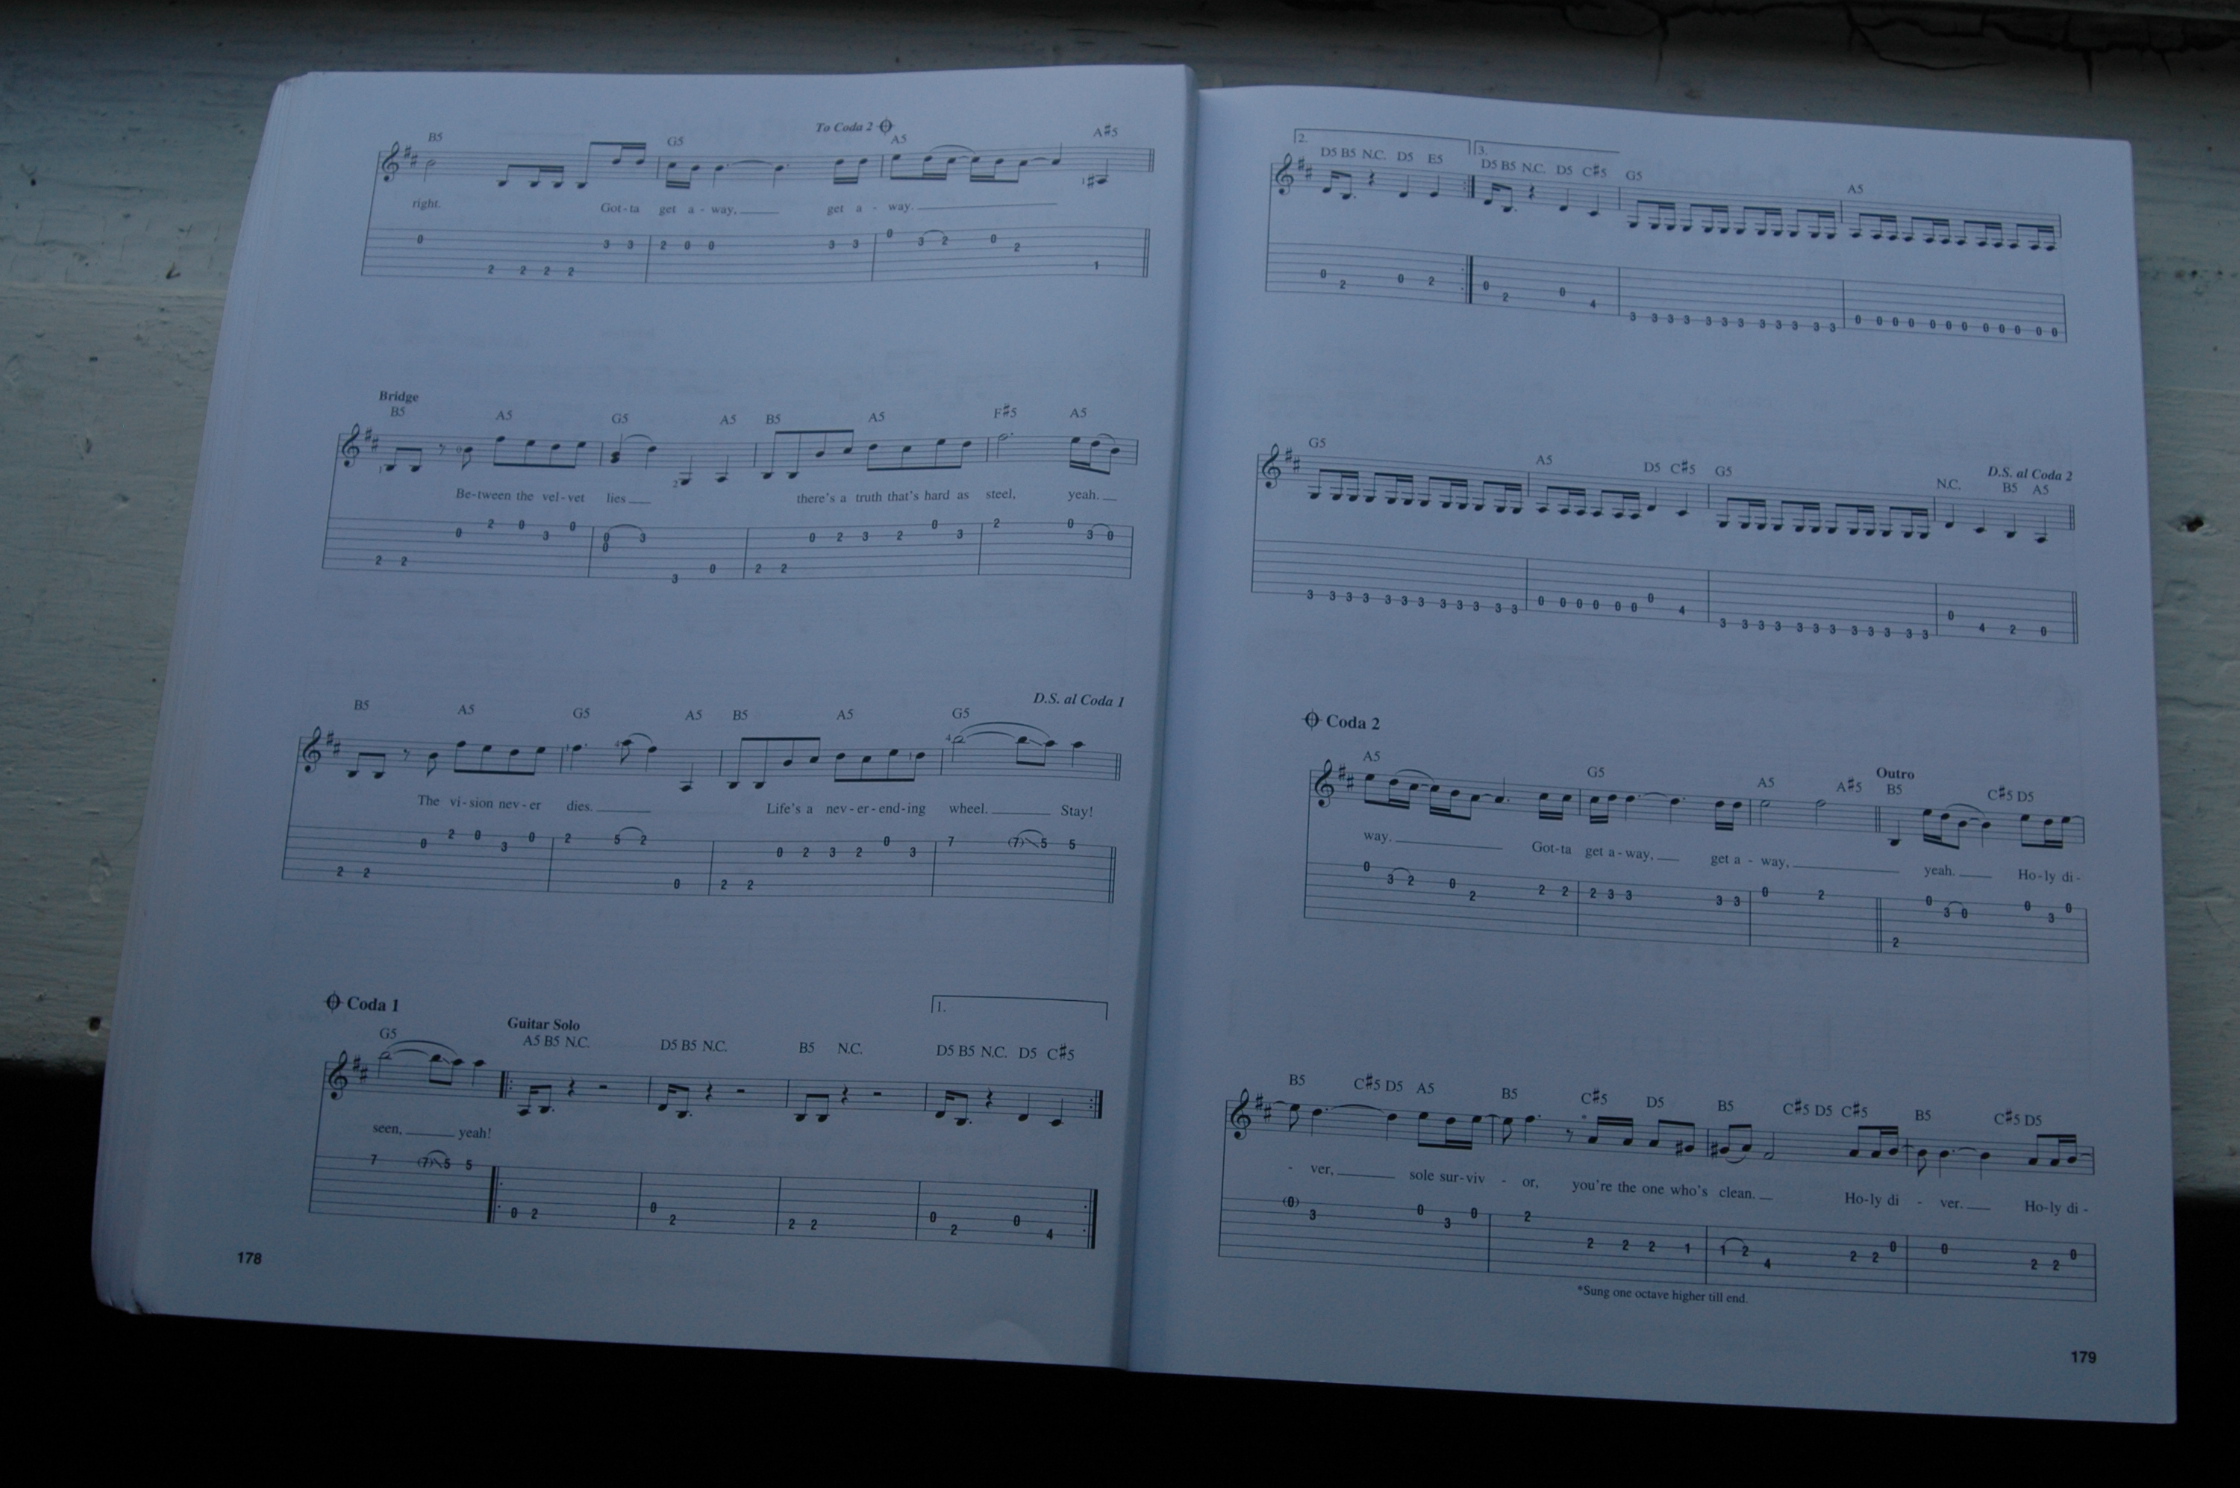 To Coda 2
B5 G5 A5 A#5
right. Got-ta get a - way, get a - way.
0 2 2 2 2 3 3 2 0 0 3 3 0 3 2 0 2 1
Bridge
B5 A5 G5 A5 B5 A5 F#5 A5
Be-tween the vel-vet lies there's a truth that's hard as steel, yeah.
2 2 0 2 0 3 0 0 0 3 3 0 2 2 0 2 3 2 0 3 2 0 3 0
D.S. al Coda 1
B5 A5 G5 A5 B5 A5 G5
The vi-sion nev-er dies. Life's a nev-er-end-ing wheel. Stay!
2 2 0 2 0 3 0 2 5 2 0 2 2 0 2 3 2 0 3 7 (7) 5 5
Coda 1
Guitar Solo
1.
G5 A5 B5 N.C. D5 B5 N.C. B5 N.C. D5 B5 N.C. D5 C#5
seen, yeah!
7 (7) 5 5 0 2 0 2 2 2 0 2 0 4
178
2. 3.
D5 B5 N.C. D5 E5 D5 B5 N.C. D5 C#5 G5 A5
0 2 0 2 0 2 0 4 3 3 3 3 3 3 3 3 3 3 3 3 0 0 0 0 0 0 0 0 0 0 0 0
D.S. al Coda 2
G5 A5 D5 C#5 G5 N.C. B5 A5
3 3 3 3 3 3 3 3 3 3 3 3 0 0 0 0 0 0 0 4 3 3 3 3 3 3 3 3 3 3 3 3 0 4 2 0
Coda 2
Outro
A5 G5 A5 A#5 B5 C#5 D5
way. Got-ta get a-way, get a - way, yeah. Ho-ly di-
0 3 2 0 2 2 2 2 3 3 3 3 0 2 2 0 3 0 0 3 0
B5 C#5 D5 A5 B5 C#5 D5 B5 C#5 D5 C#5 B5 C#5 D5
- ver, sole sur-viv - or, you're the one who's clean. Ho-ly di - ver. Ho-ly di -
(0) 3 0 3 0 2 2 2 2 1 1 2 4 2 2 0 0 2 2 0
*Sung one octave higher till end.
179